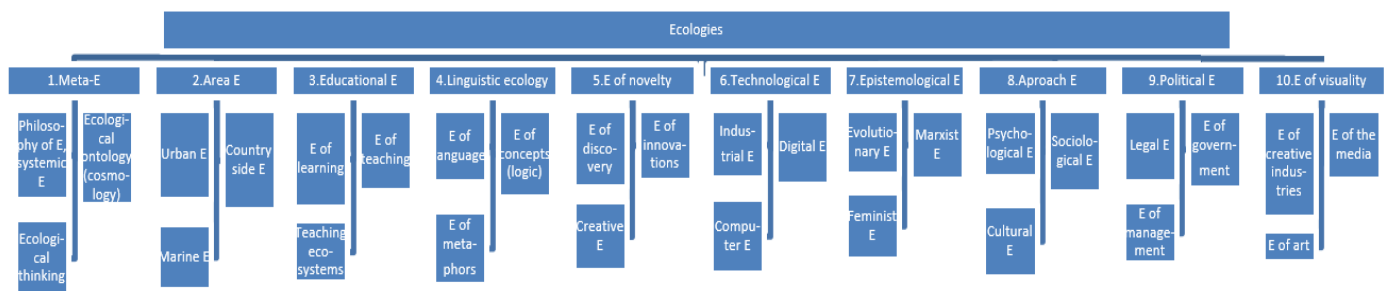 Ecologies
1.Meta-E
2.Area E
3.Educational E
4.Linguistic ecology
5.E of novelty
6.Technological E
7.Epistemological E
8.Aproach E
9.Political E
10.E of visuality
Philoso-
phy of E,
systemic
E
Ecologi
cal
ontology
(cosmo-
logy)
Ecologi-
cal
thinking
Urban E
Country
side E
Marine E
E of
learning
E of
teaching
Teaching
eco-
systems
E of
language
E of
concepts
(logic)
E of
meta-
phors
E of
disco-
very
E of
innova-
tions
Creative
E
Indus-
trial E
Digital E
Compu-
ter E
Evolutio-
nary E
Marxist
E
Feminist
E
Psycho-
logical E
Sociolo-
gical E
Cultural
E
Legal E
E of
govern-
ment
E of
manage-
ment
E of
creative
indus-
tries
E of the
media
E of art